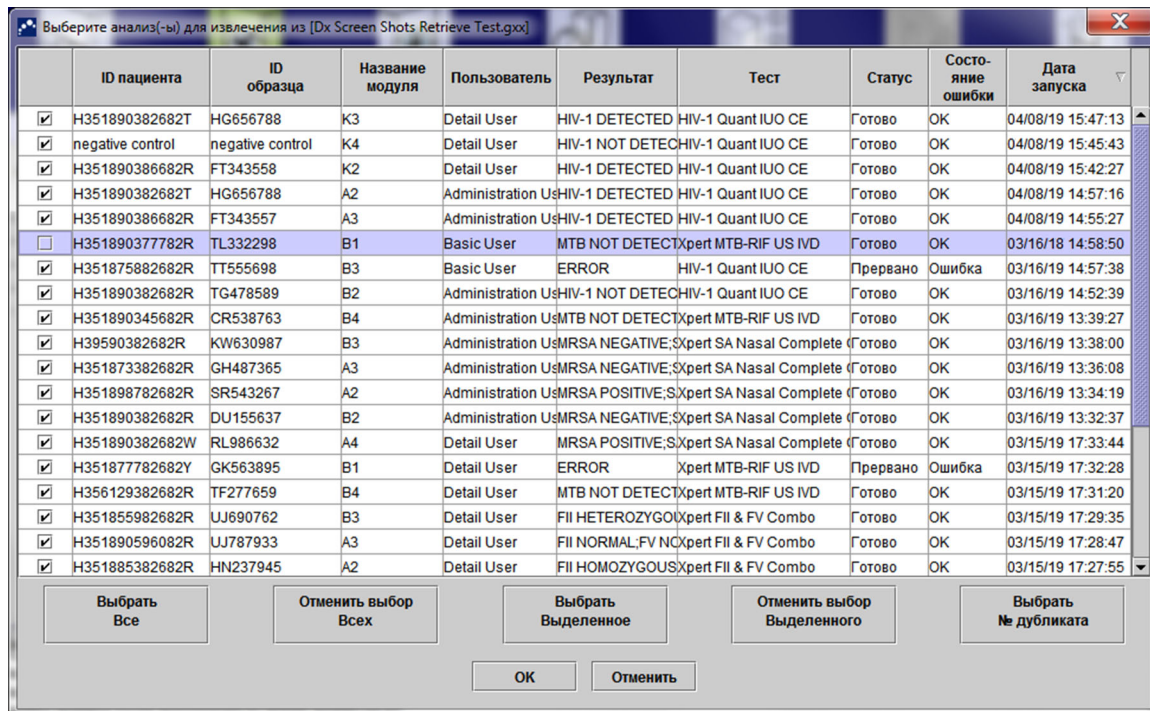 Выберите анализ(-ы) для извлечения из [Dx Screen Shots Retrieve Test.gxx]
ID пациента ID образца Название модуля Пользователь Результат Тест Статус Состо-яние ошибки Дата запуска
H351890382682T HG656788 K3 Detail User HIV-1 DETECTED HIV-1 Quant IUO CE Готово OK 04/08/19 15:47:13
negative control negative control K4 Detail User HIV-1 NOT DETEC HIV-1 Quant IUO CE Готово OK 04/08/19 15:45:43
H351890386682R FT343558 K2 Detail User HIV-1 DETECTED HIV-1 Quant IUO CE Готово OK 04/08/19 15:42:27
H351890382682T HG656788 A2 Administration Us HIV-1 DETECTED HIV-1 Quant IUO CE Готово OK 04/08/19 14:57:16
H351890386682R FT343557 A3 Administration Us HIV-1 DETECTED HIV-1 Quant IUO CE Готово OK 04/08/19 14:55:27
H351890377782R TL332298 B1 Basic User MTB NOT DETECT Xpert MTB-RIF US IVD Готово OK 03/16/18 14:58:50
H351875882682R TT555698 B3 Basic User ERROR HIV-1 Quant IUO CE Прервано Ошибка 03/16/19 14:57:38
H351890382682R TG478589 B2 Administration Us HIV-1 NOT DETEC HIV-1 Quant IUO CE Готово OK 03/16/19 14:52:39
H351890345682R CR538763 B4 Administration Us MTB NOT DETECT Xpert MTB-RIF US IVD Готово OK 03/16/19 13:39:27
H39590382682R KW630987 B3 Administration Us MRSA NEGATIVE;S Xpert SA Nasal Complete G Готово OK 03/16/19 13:38:00
H351873382682R GH487365 A3 Administration Us MRSA NEGATIVE;S Xpert SA Nasal Complete G Готово OK 03/16/19 13:36:08
H351898782682R SR543267 A2 Administration Us MRSA POSITIVE;S Xpert SA Nasal Complete G Готово OK 03/16/19 13:34:19
H351890382682R DU155637 B2 Administration Us MRSA NEGATIVE;S Xpert SA Nasal Complete G Готово OK 03/16/19 13:32:37
H351890382682W RL986632 A4 Detail User MRSA POSITIVE;S Xpert SA Nasal Complete G Готово OK 03/15/19 17:33:44
H351877782682Y GK563895 B1 Detail User ERROR Xpert MTB-RIF US IVD Прервано Ошибка 03/15/19 17:32:28
H356129382682R TF277659 B4 Detail User MTB NOT DETECT Xpert MTB-RIF US IVD Готово OK 03/15/19 17:31:20
H351855982682R UJ690762 B3 Detail User FII HETEROZYGOU Xpert FII & FV Combo Готово OK 03/15/19 17:29:35
H351890596082R UJ787933 A3 Detail User FII NORMAL;FV NO Xpert FII & FV Combo Готово OK 03/15/19 17:28:47
H351885382682R HN237945 A2 Detail User FII HOMOZYGOUS Xpert FII & FV Combo Готово OK 03/15/19 17:27:55
Выбрать Все
Отменить выбор Всех
Выбрать Выделенное
Отменить выбор Выделенного
Выбрать № дубликата
OK
Отменить